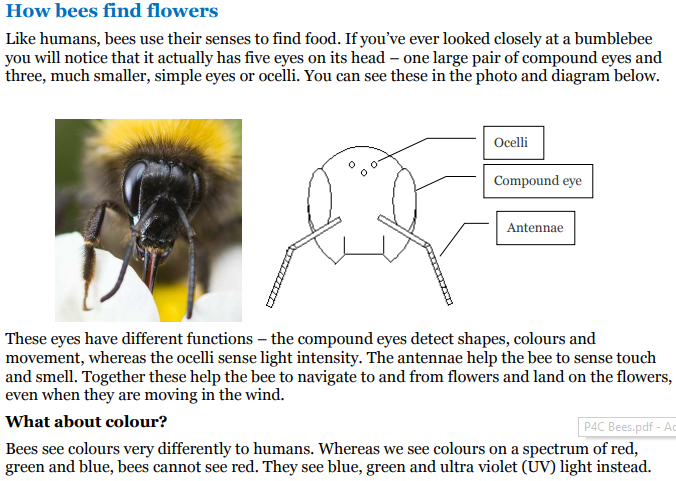 How bees find flowers
Like humans, bees use their senses to find food. If you’ve ever looked closely at a bumblebee
you will notice that it actually has five eyes on its head – one large pair of compound eyes and
three, much smaller, simple eyes or ocelli. You can see these in the photo and diagram below.
Ocelli
Compound eye
Antennae
These eyes have different functions – the compound eyes detect shapes, colours and
movement, whereas the ocelli sense light intensity. The antennae help the bee to sense touch
and smell. Together these help the bee to navigate to and from flowers and land on the flowers,
even when they are moving in the wind.
What about colour?
P4C Bees.pdf - Ac
Bees see colours very differently to humans. Whereas we see colours on a spectrum of red,
green and blue, bees cannot see red. They see blue, green and ultra violet (UV) light instead.